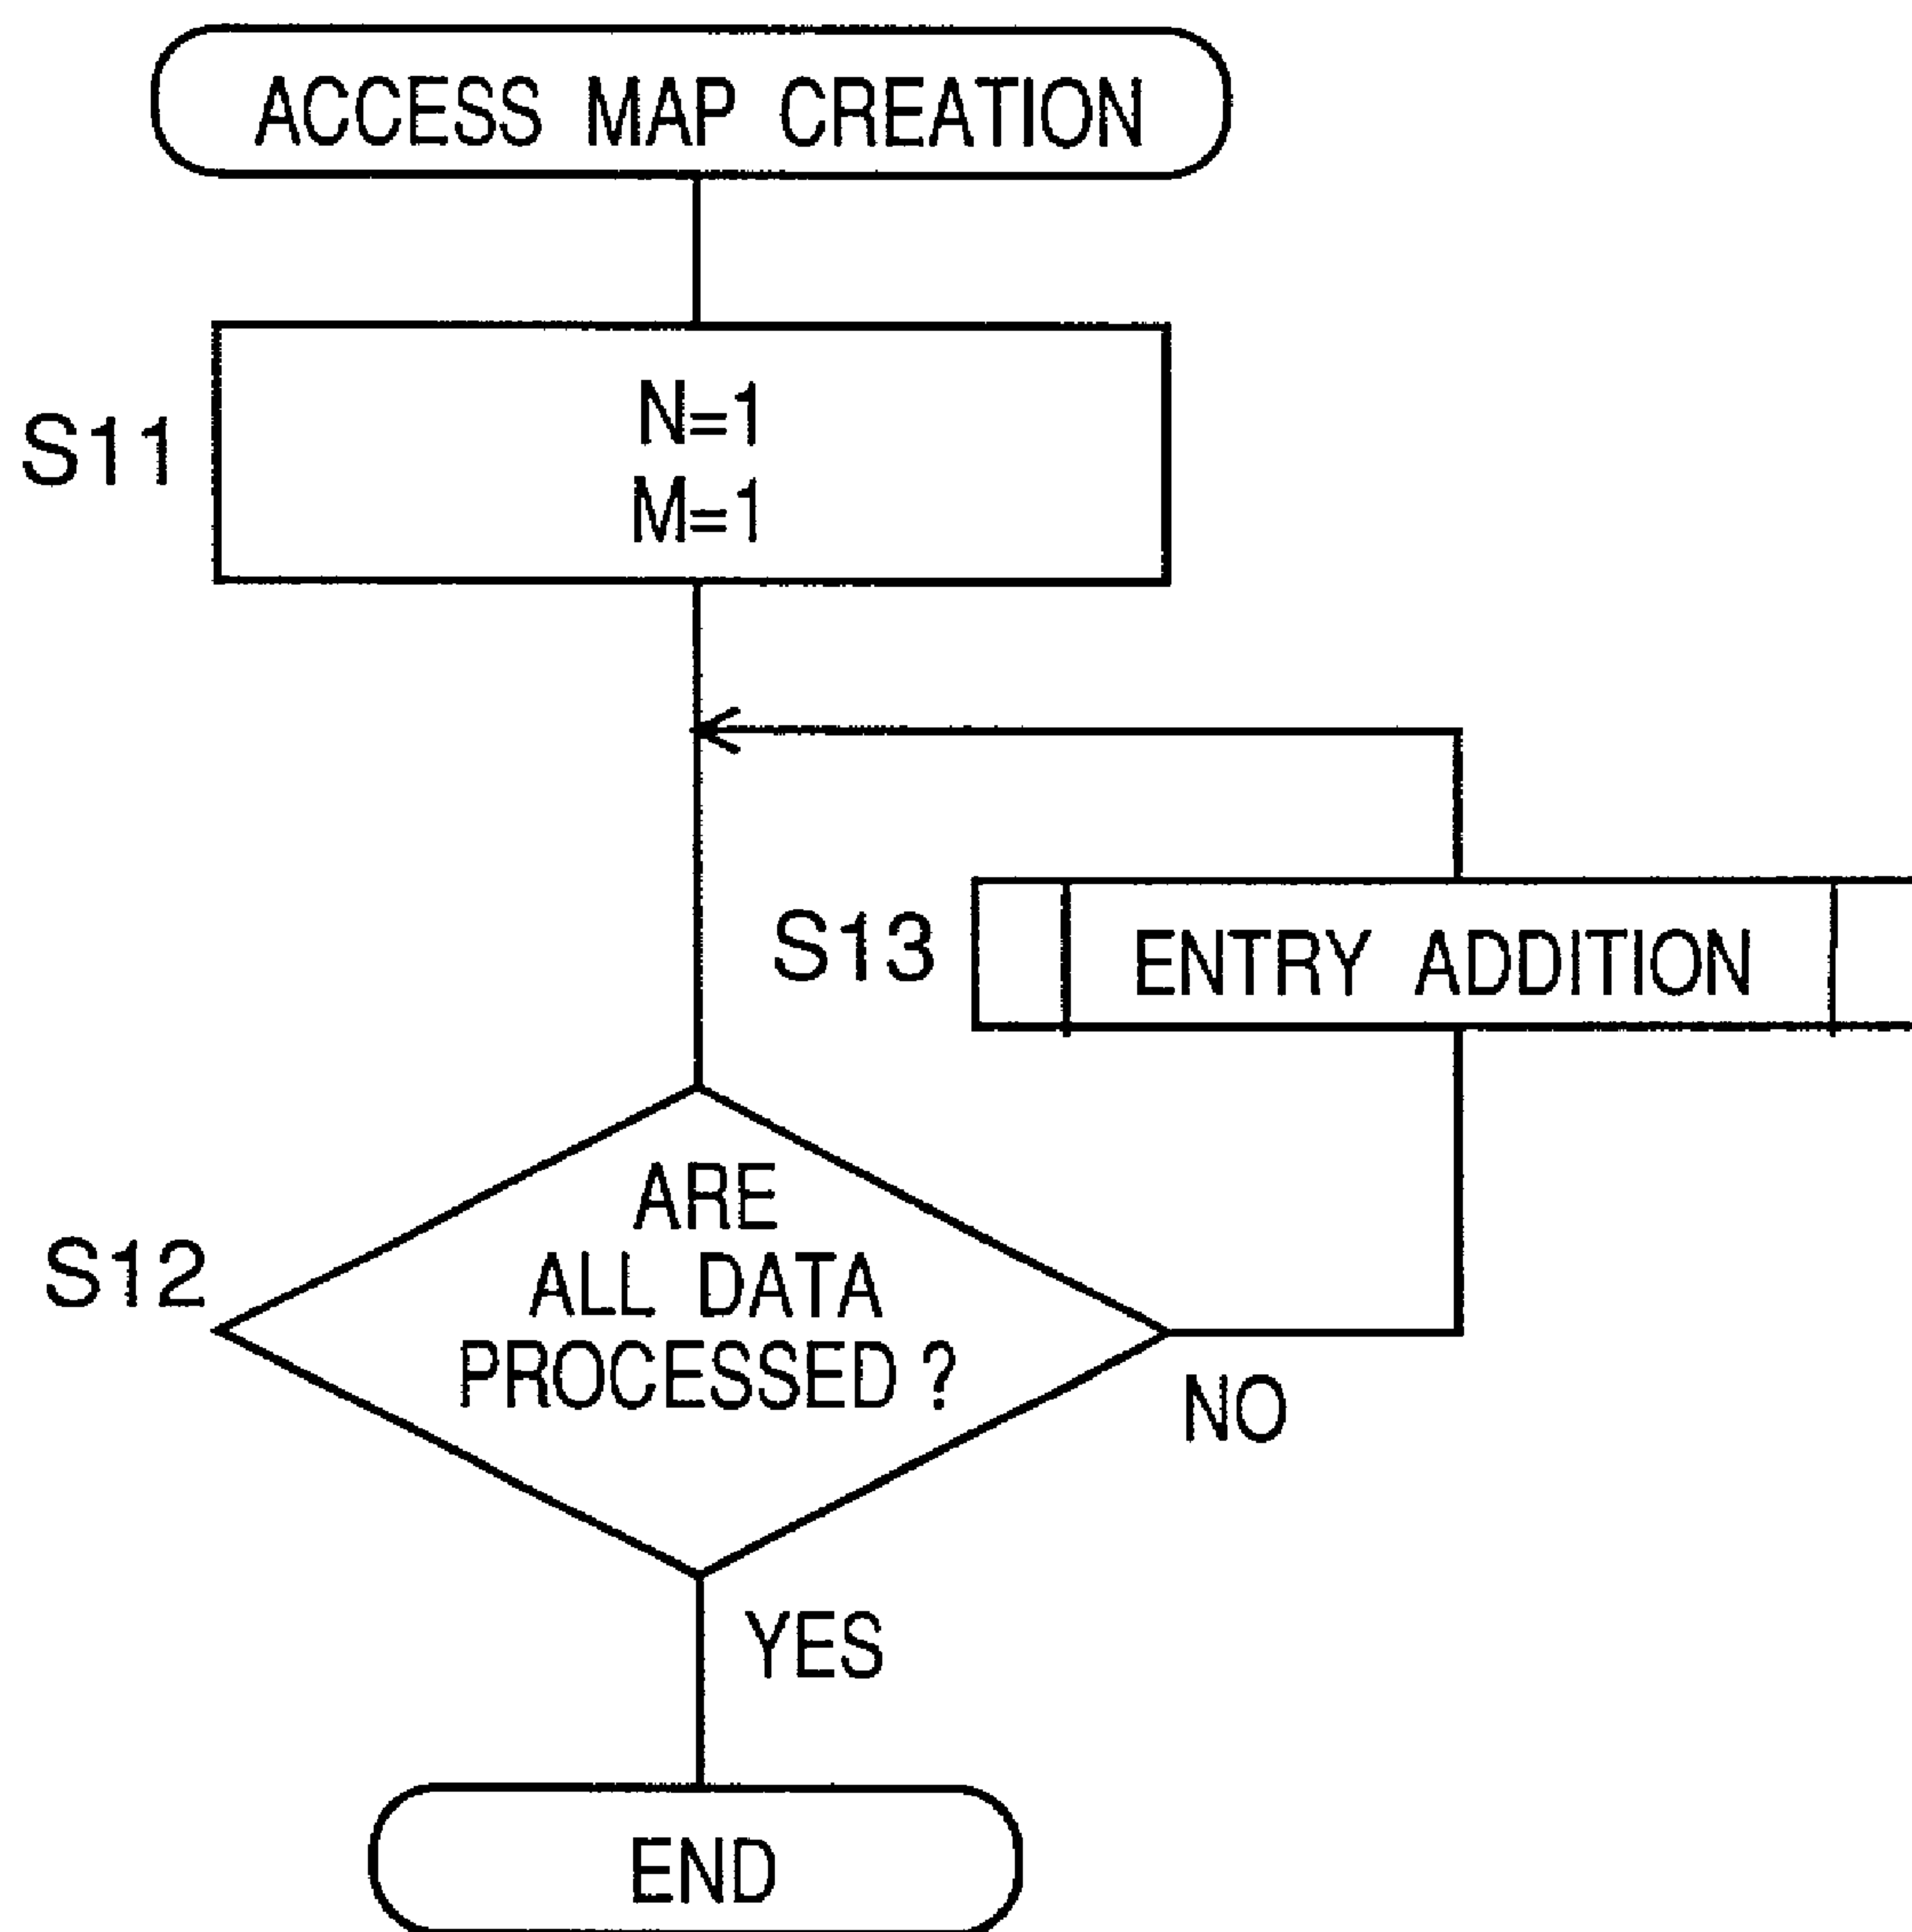 ACCESS MAP CREATION
S11
N=1
M=1
S13
ENTRY ADDITION
S12
ARE
ALL DATA
PROCESSED ?
NO
YES
END